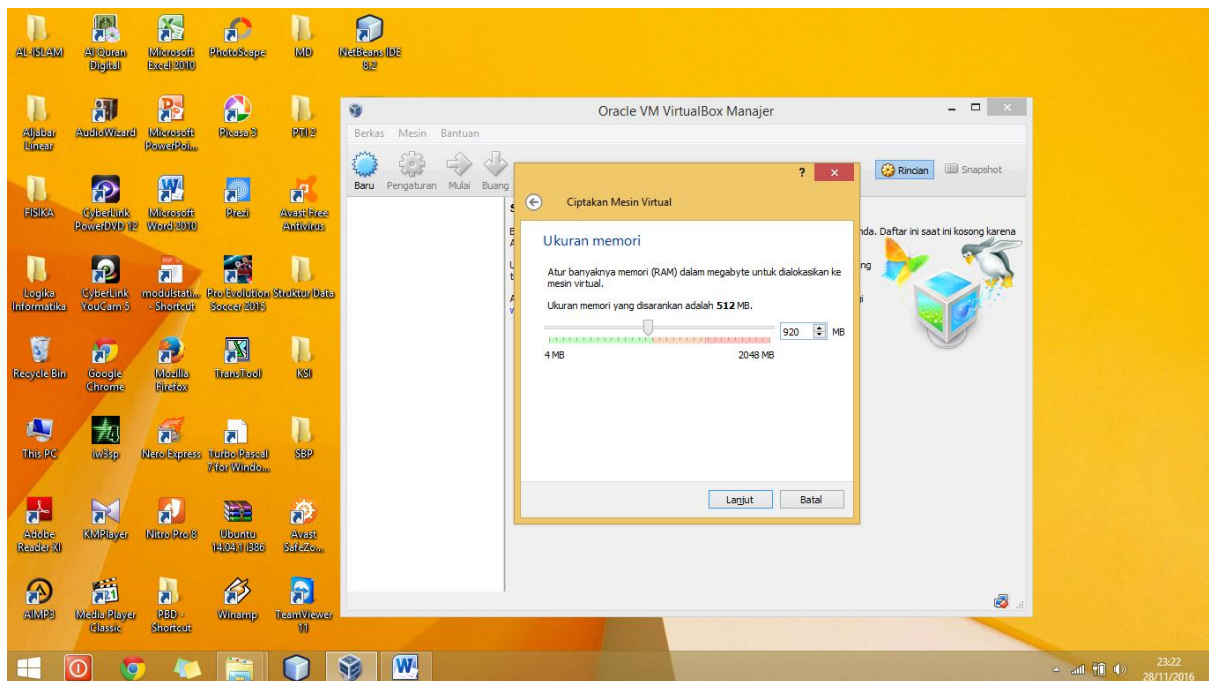 AL-ISLAM
Al Quran
Digital
Microsoft
Excel 2010
PhotoScape
MD
NetBeans IDE
8.2
Aljabar
Linear
AudioWizard
Microsoft
PowerPoi...
Picasa 3
PTI 2
FISIKA
CyberLink
PowerDVD 12
Microsoft
Word 2010
Prezi
Avast Free
Antivirus
Logika
Informatika
CyberLink
YouCam 5
modulstati...
- Shortcut
Pro Evolution
Soccer 2015
Struktur Data
Recycle Bin
Google
Chrome
Mozilla
Firefox
TransTool
KSI
This PC
iw3sp
Nero Express
Turbo Pascal
7 for Windo...
SBP
Adobe
Reader XI
KMPlayer
Nitro Pro 8
Ubuntu
14.04.1 i386
Avast
SafeZo...
AIMP3
Media Player
Classic
PBD -
Shortcut
Winamp
TeamViewer
11
Oracle VM VirtualBox Manajer
Berkas Mesin Bantuan
Baru Pengaturan Mulai Buang
Rincian Snapshot
nda. Daftar ini saat ini kosong karena
ng
Ciptakan Mesin Virtual
Ukuran memori
Atur banyaknya memori (RAM) dalam megabyte untuk dialokasikan ke
mesin virtual.
Ukuran memori yang disarankan adalah 512 MB.
920 MB
4 MB 2048 MB
Lanjut Batal
23:22
28/11/2016